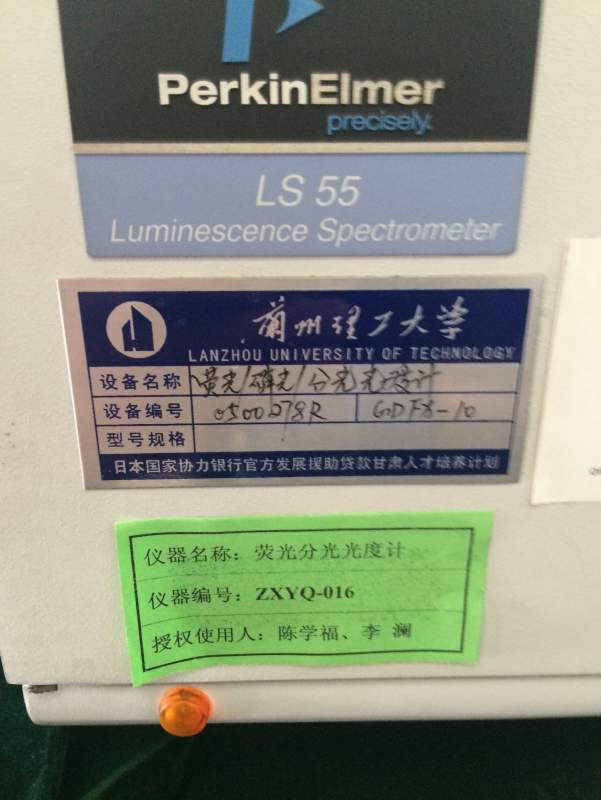 PerkinElmer
precisely.
LS 55
Luminescence Spectrometer
蘭州理工大学
LANZHOU UNIVERSITY OF TECHNOLOGY
设备名称 荧光/磷光/分光光度计
设备编号 0500278R GDFX-10
型号规格
日本国家协力银行官方发展援助贷款甘肃人才培养计划
仪器名称：荧光分光光度计
仪器编号：ZXYQ-016
授权使用人：陈学福、李 澜